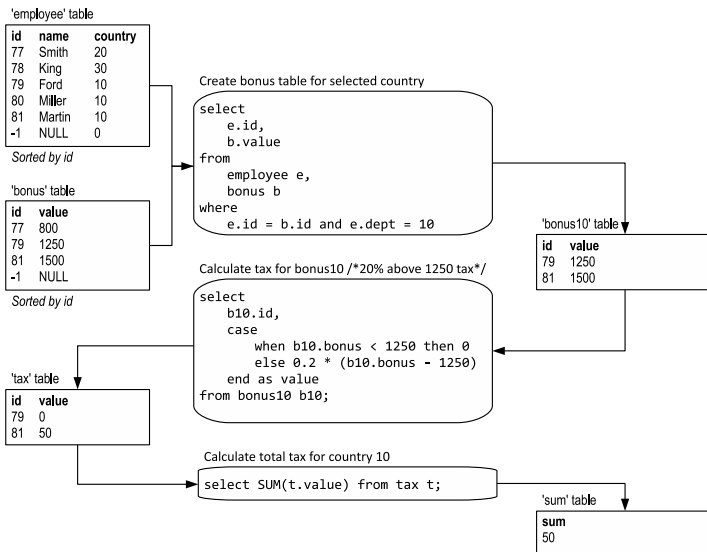 'employee' table
id name country
77 Smith 20
78 King 30
79 Ford 10
80 Miller 10
81 Martin 10
-1 NULL 0
Sorted by id
'bonus' table
id value
77 800
79 1250
81 1500
-1 NULL
Sorted by id
Create bonus table for selected country
select
e.id,
b.value
from
employee e,
bonus b
where
e.id = b.id and e.dept = 10
'bonus10' table
id value
79 1250
81 1500
Calculate tax for bonus10 /*20% above 1250 tax*/
select
b10.id,
case
when b10.bonus < 1250 then 0
else 0.2 * (b10.bonus - 1250)
end as value
from bonus10 b10;
'tax' table
id value
79 0
81 50
Calculate total tax for country 10
select SUM(t.value) from tax t;
'sum' table
sum
50